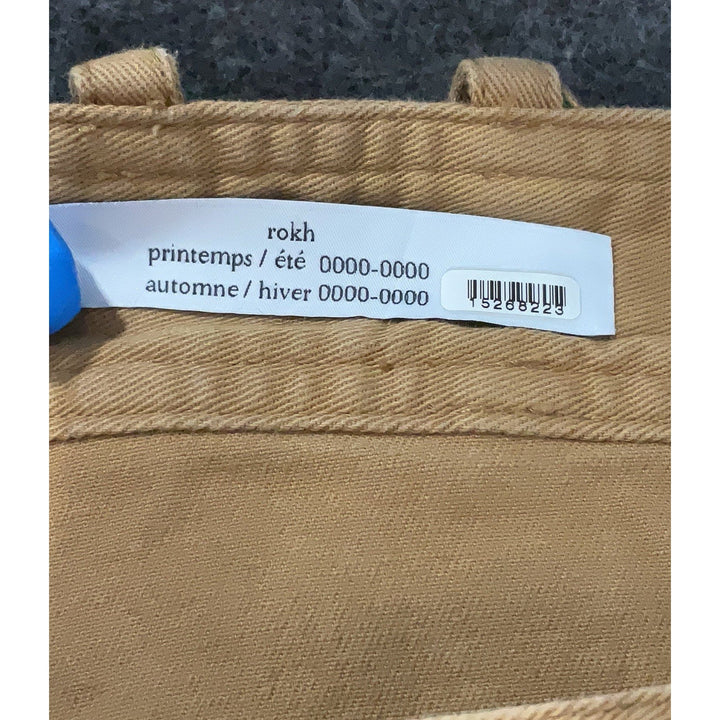 rokh
printemps / été 0000-0000
automne / hiver 0000-0000
15268223